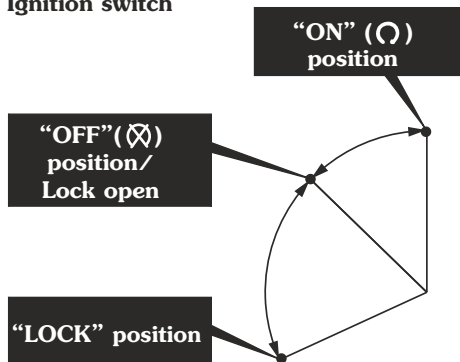 Ignition switch
“ON” (    )
position
“OFF”(    )
position/
Lock open
“LOCK” position